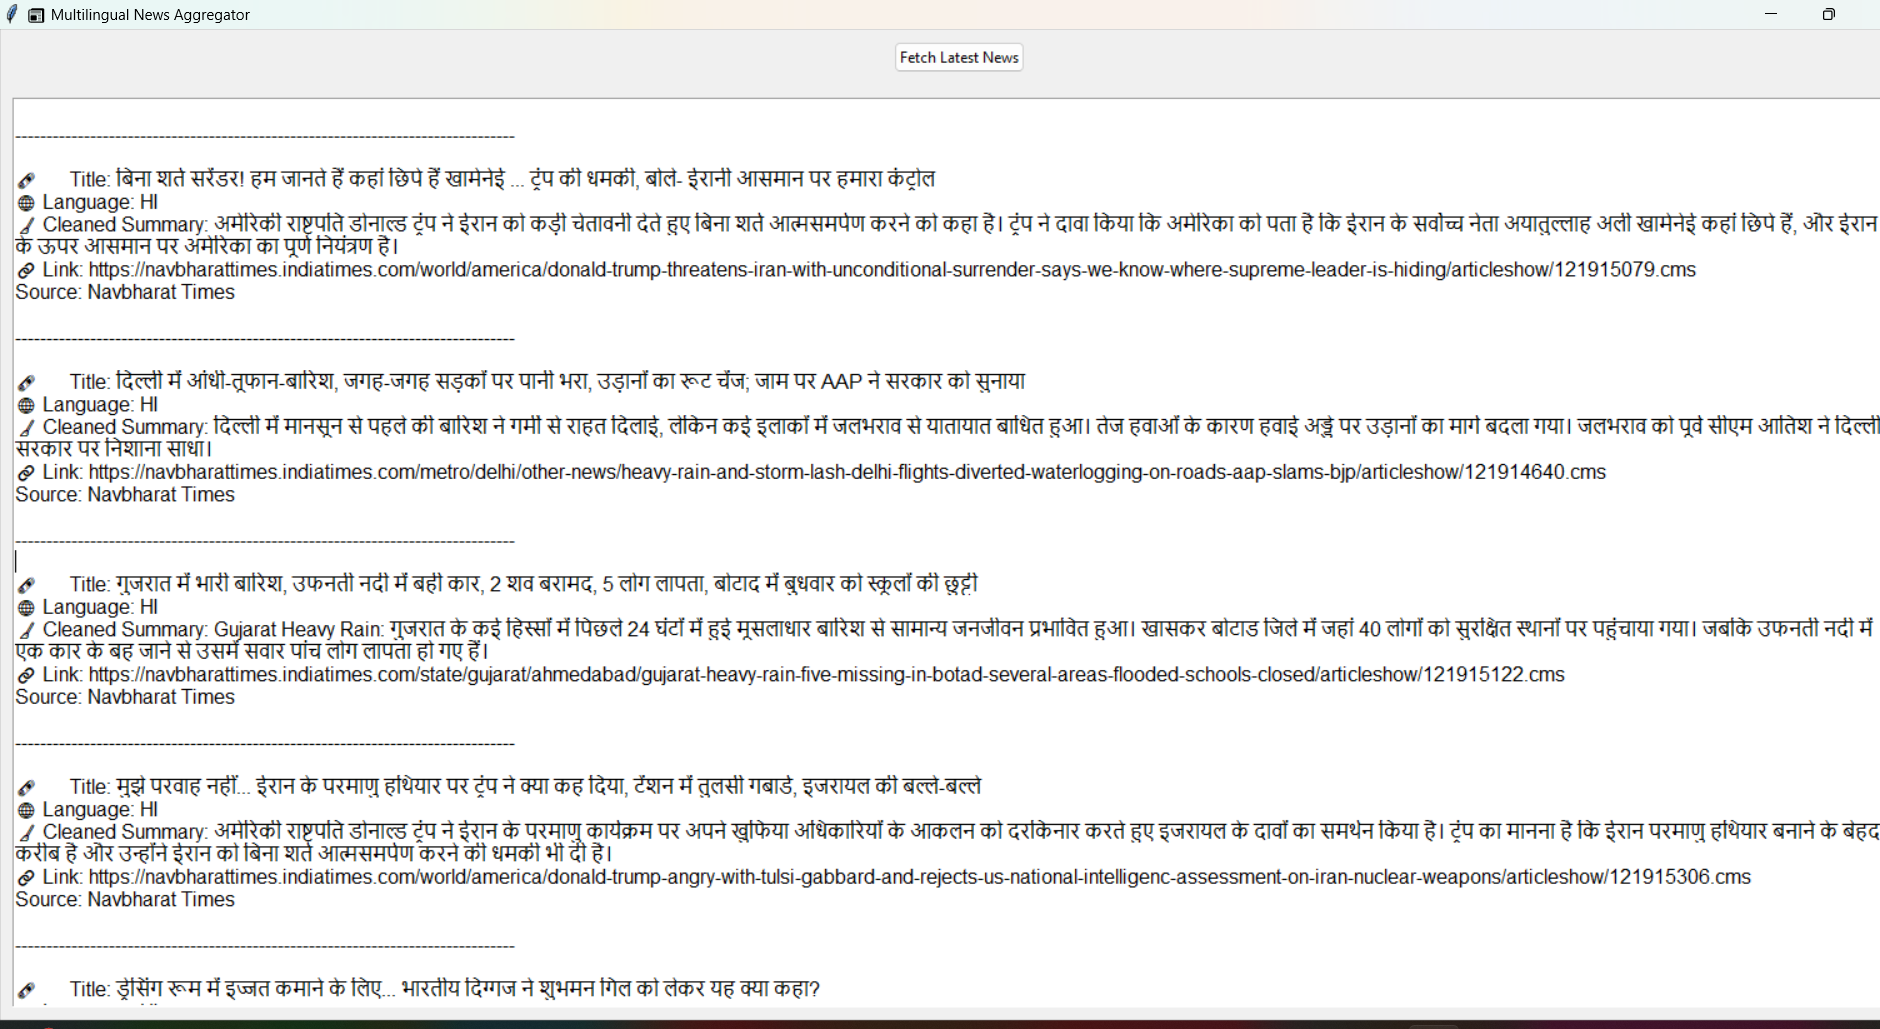 Multilingual News Aggregator
Fetch Latest News
--------------------------------------------------------------------------------
Title: बिना शर्त सरेंडर! हम जानते हैं कहां छिपे हैं खामेनेई ... ट्रंप की धमकी, बोले- ईरानी आसमान पर हमारा कंट्रोल
Language: HI
Cleaned Summary: अमेरिकी राष्ट्रपति डोनाल्ड ट्रंप ने ईरान को कड़ी चेतावनी देते हुए बिना शर्त आत्मसमर्पण करने को कहा है। ट्रंप ने दावा किया कि अमेरिका को पता है कि ईरान के सर्वोच्च नेता अयातुल्लाह अली खामेनेई कहां छिपे हैं, और ईरान
के ऊपर आसमान पर अमेरिका का पूर्ण नियंत्रण है।
Link: https://navbharattimes.indiatimes.com/world/america/donald-trump-threatens-iran-with-unconditional-surrender-says-we-know-where-supreme-leader-is-hiding/articleshow/121915079.cms
Source: Navbharat Times
--------------------------------------------------------------------------------
Title: दिल्ली में आंधी-तूफान-बारिश, जगह-जगह सड़कों पर पानी भरा, उड़ानों का रूट चेंज; जाम पर AAP ने सरकार को सुनाया
Language: HI
Cleaned Summary: दिल्ली में मानसून से पहले की बारिश ने गर्मी से राहत दिलाई, लेकिन कई इलाकों में जलभराव से यातायात बाधित हुआ। तेज हवाओं के कारण हवाई अड्डे पर उड़ानों का मार्ग बदला गया। जलभराव को पूर्व सीएम आतिश ने दिल्ली
सरकार पर निशाना साधा।
Link: https://navbharattimes.indiatimes.com/metro/delhi/other-news/heavy-rain-and-storm-lash-delhi-flights-diverted-waterlogging-on-roads-aap-slams-bjp/articleshow/121914640.cms
Source: Navbharat Times
--------------------------------------------------------------------------------
Title: गुजरात में भारी बारिश, उफनती नदी में बही कार, 2 शव बरामद, 5 लोग लापता, बोटाद में बुधवार को स्कूलों की छुट्टी
Language: HI
Cleaned Summary: Gujarat Heavy Rain: गुजरात के कई हिस्सों में पिछले 24 घंटों में हुई मूसलाधार बारिश से सामान्य जनजीवन प्रभावित हुआ। खासकर बोटाड जिले में जहां 40 लोगों को सुरक्षित स्थानों पर पहुंचाया गया। जबकि उफनती नदी में
एक कार के बह जाने से उसमें सवार पांच लोग लापता हो गए हैं।
Link: https://navbharattimes.indiatimes.com/state/gujarat/ahmedabad/gujarat-heavy-rain-five-missing-in-botad-several-areas-flooded-schools-closed/articleshow/121915122.cms
Source: Navbharat Times
--------------------------------------------------------------------------------
Title: मुझे परवाह नहीं... ईरान के परमाणु हथियार पर ट्रंप ने क्या कह दिया, टेंशन में तुलसी गबार्ड, इजरायल की बल्ले-बल्ले
Language: HI
Cleaned Summary: अमेरिकी राष्ट्रपति डोनाल्ड ट्रंप ने ईरान के परमाणु कार्यक्रम पर अपने खुफिया अधिकारियों के आकलन को दरकिनार करते हुए इजरायल के दावों का समर्थन किया है। ट्रंप का मानना है कि ईरान परमाणु हथियार बनाने के बेहद
करीब है और उन्होंने ईरान को बिना शर्त आत्मसमर्पण करने की धमकी भी दी है।
Link: https://navbharattimes.indiatimes.com/world/america/donald-trump-angry-with-tulsi-gabbard-and-rejects-us-national-intelligenc-assessment-on-iran-nuclear-weapons/articleshow/121915306.cms
Source: Navbharat Times
--------------------------------------------------------------------------------
Title: ड्रेसिंग रूम में इज्जत कमाने के लिए... भारतीय दिग्गज ने शुभमन गिल को लेकर यह क्या कहा?